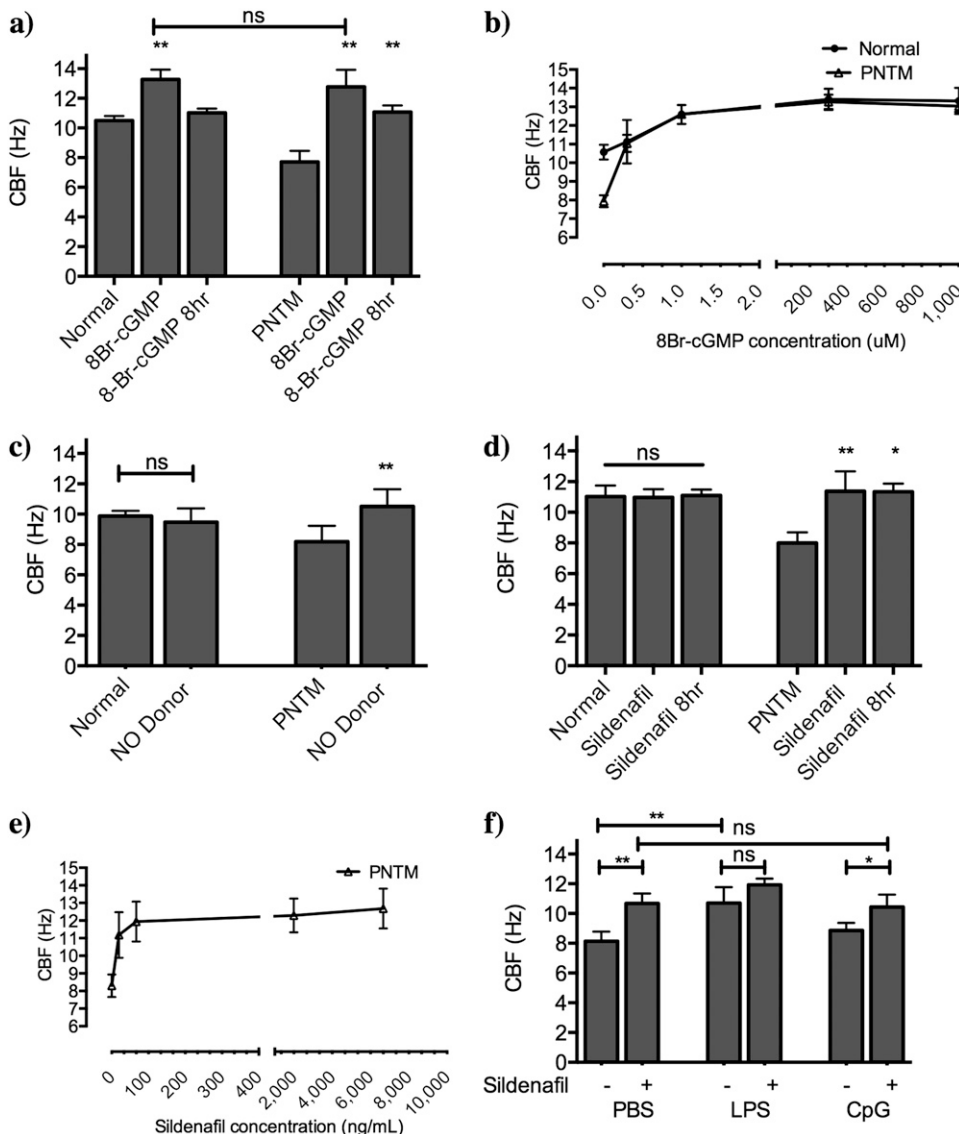 a)
ns
** ** **
14
12
10
8
6
4
2
0
CBF (Hz)
Normal
8Br-cGMP
8-Br-cGMP 8hr
PNTM
8Br-cGMP
8-Br-cGMP 8hr
b)
Normal
PNTM
15
14
13
12
11
10
9
8
7
6
CBF (Hz)
0.0 0.5 1.0 1.5 2.0 200 400 600 800 1,000
8Br-cGMP concentration (uM)
c)
ns
**
14
12
10
8
6
4
2
0
CBF (Hz)
Normal
NO Donor
PNTM
NO Donor
d)
ns
** *
14
12
10
8
6
4
2
0
CBF (Hz)
Normal
Sildenafil
Sildenafil 8hr
PNTM
Sildenafil
Sildenafil 8hr
e)
PNTM
15
14
13
12
11
10
9
8
7
6
CBF (Hz)
0 100 200 300 400 2,000 4,000 6,000 8,000 10,000
Sildenafil concentration (ng/mL)
f)
**
ns
** ns *
14
12
10
8
6
4
2
0
CBF (Hz)
Sildenafil - + - + - +
PBS LPS CpG